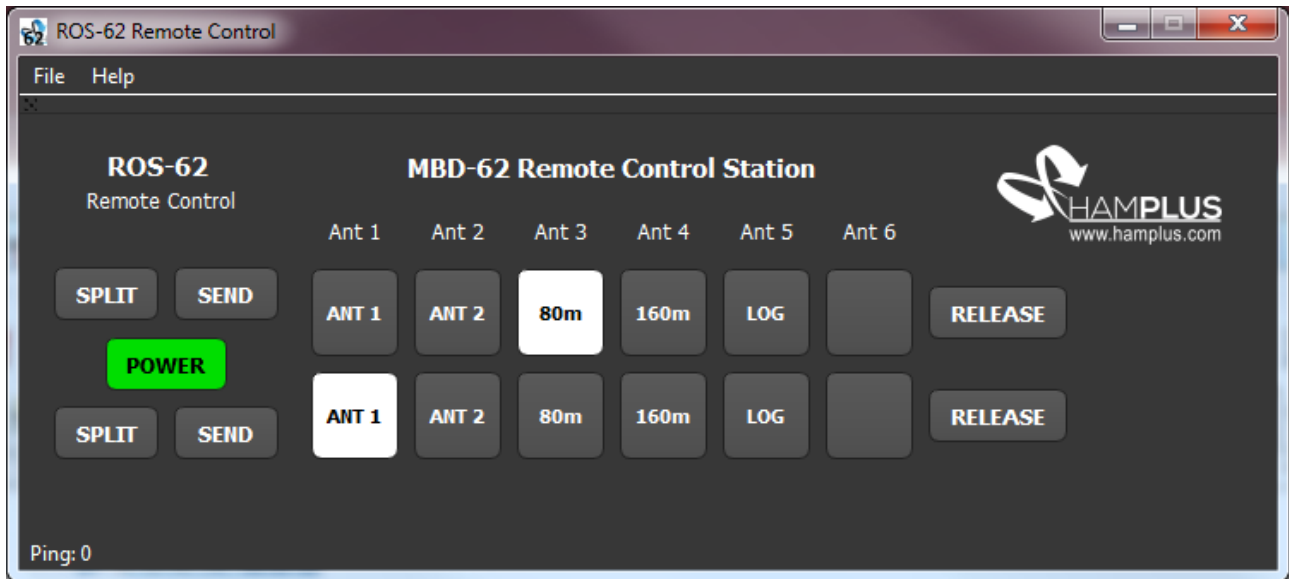 62 ROS-62 Remote Control
File Help
ROS-62
Remote Control
MBD-62 Remote Control Station
HAMPLUS
www.hamplus.com
Ant 1 Ant 2 Ant 3 Ant 4 Ant 5 Ant 6
SPLIT SEND
ANT 1 ANT 2 80m 160m LOG RELEASE
POWER
SPLIT SEND
ANT 1 ANT 2 80m 160m LOG RELEASE
Ping: 0